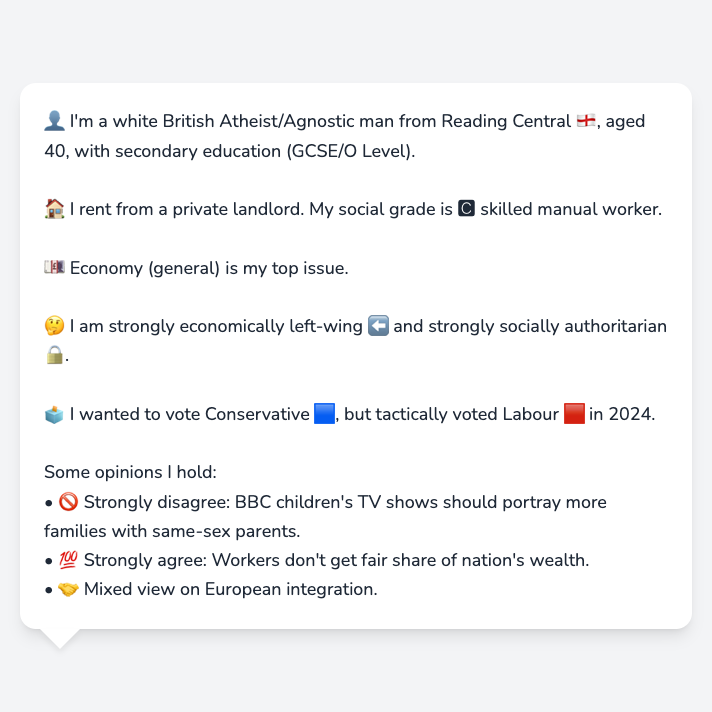 👤 I'm a white British Atheist/Agnostic man from Reading Central 🏴󠁧󠁢󠁥󠁮󠁧󠁿, aged
40, with secondary education (GCSE/O Level).
🏠 I rent from a private landlord. My social grade is 🅲 skilled manual worker.
💷 Economy (general) is my top issue.
🤔 I am strongly economically left-wing ⬅️ and strongly socially authoritarian
🔒.
🗳️ I wanted to vote Conservative 🟦, but tactically voted Labour 🟥 in 2024.
Some opinions I hold:
• 🚫 Strongly disagree: BBC children's TV shows should portray more
families with same-sex parents.
• 💯 Strongly agree: Workers don't get fair share of nation's wealth.
• 🤝 Mixed view on European integration.